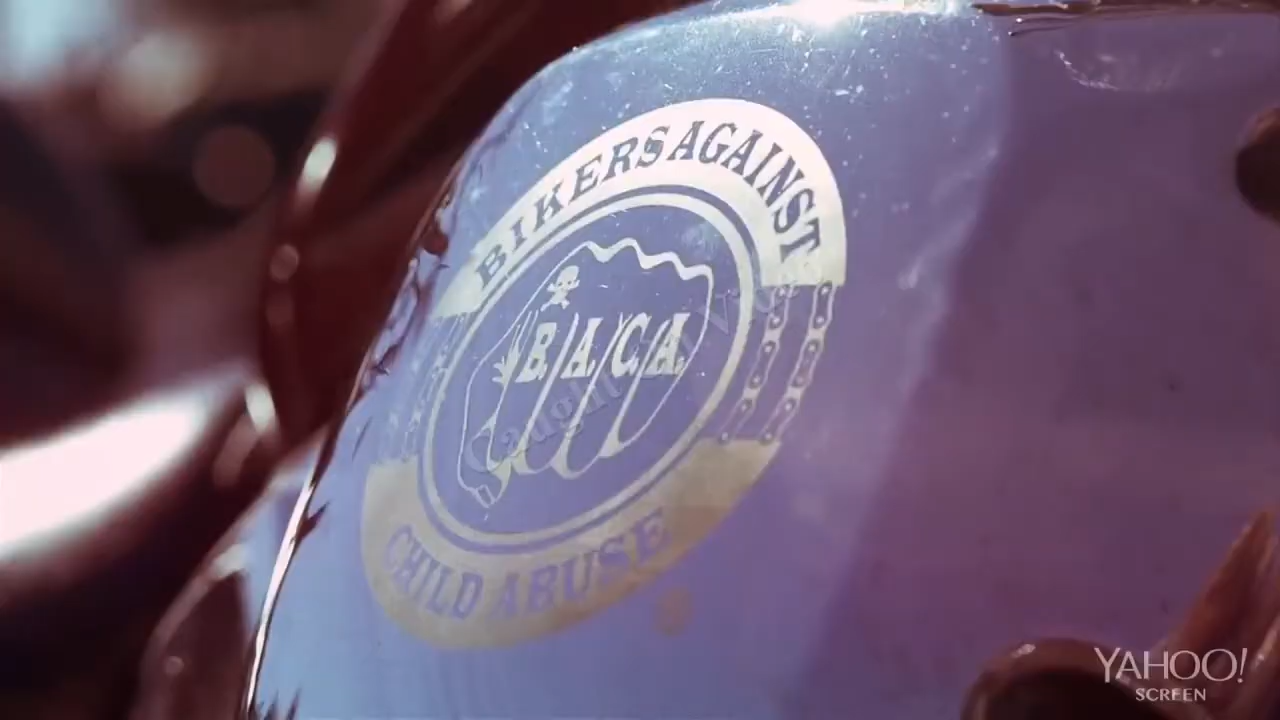 BIKERS AGAINST
B.A.C.A.
CHILD ABUSE
YAHOO!
SCREEN